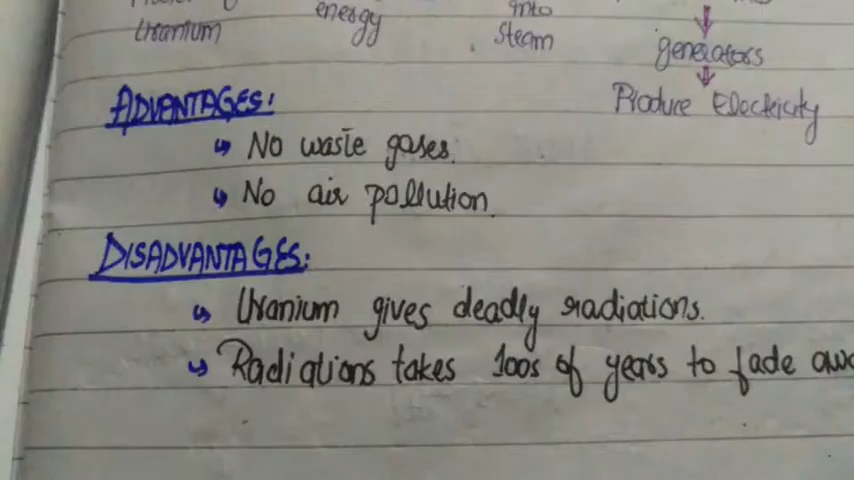 uranium
energy
into
steam
generators
Produce Electricity
ADVANTAGES:
No waste gases.
No air pollution.
DISADVANTAGES:
Uranium gives deadly radiations.
Radiations takes 100s of years to fade